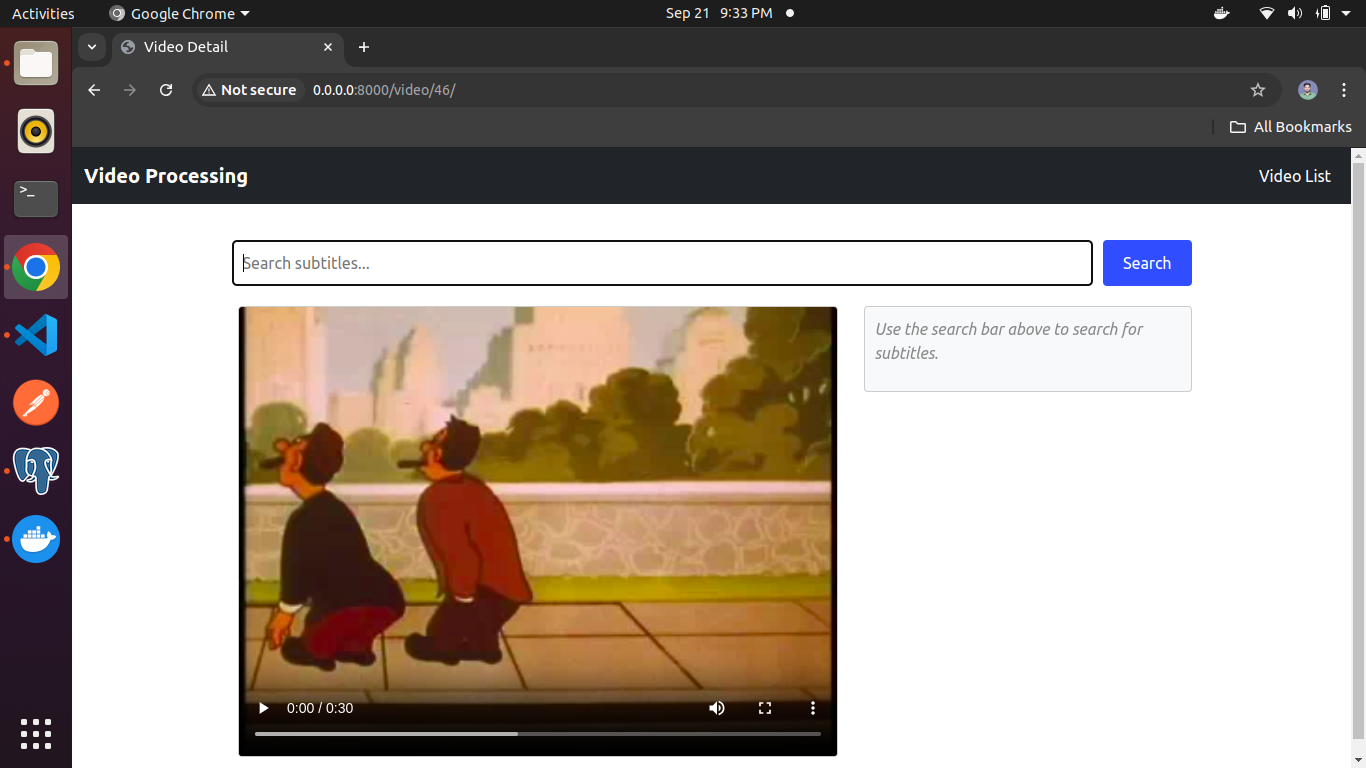 Activities
Google Chrome
Sep 21 9:33 PM
Video Detail
Not secure
0.0.0.0:8000/video/46/
All Bookmarks
Video Processing
Video List
Search subtitles...
Search
Use the search bar above to search for
subtitles.
>_
0:00 / 0:30